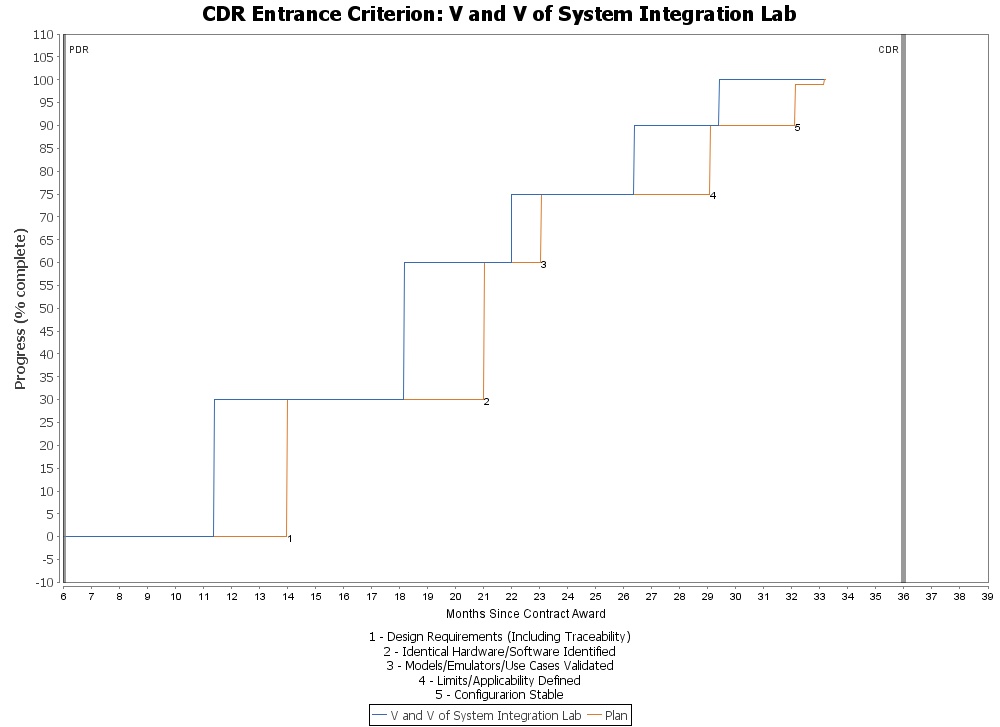 CDR Entrance Criterion: V and V of System Integration Lab
110
105
100
95
90
85
80
75
70
65
60
55
50
45
40
35
30
25
20
15
10
5
0
-5
-10
Progress (% complete)
PDR
CDR
1
2
3
4
5
6 7 8 9 10 11 12 13 14 15 16 17 18 19 20 21 22 23 24 25 26 27 28 29 30 31 32 33 34 35 36 37 38 39
Months Since Contract Award
1 - Design Requirements (Including Traceability)
2 - Identical Hardware/Software Identified
3 - Models/Emulators/Use Cases Validated
4 - Limits/Applicability Defined
5 - Configurarion Stable
V and V of System Integration Lab Plan